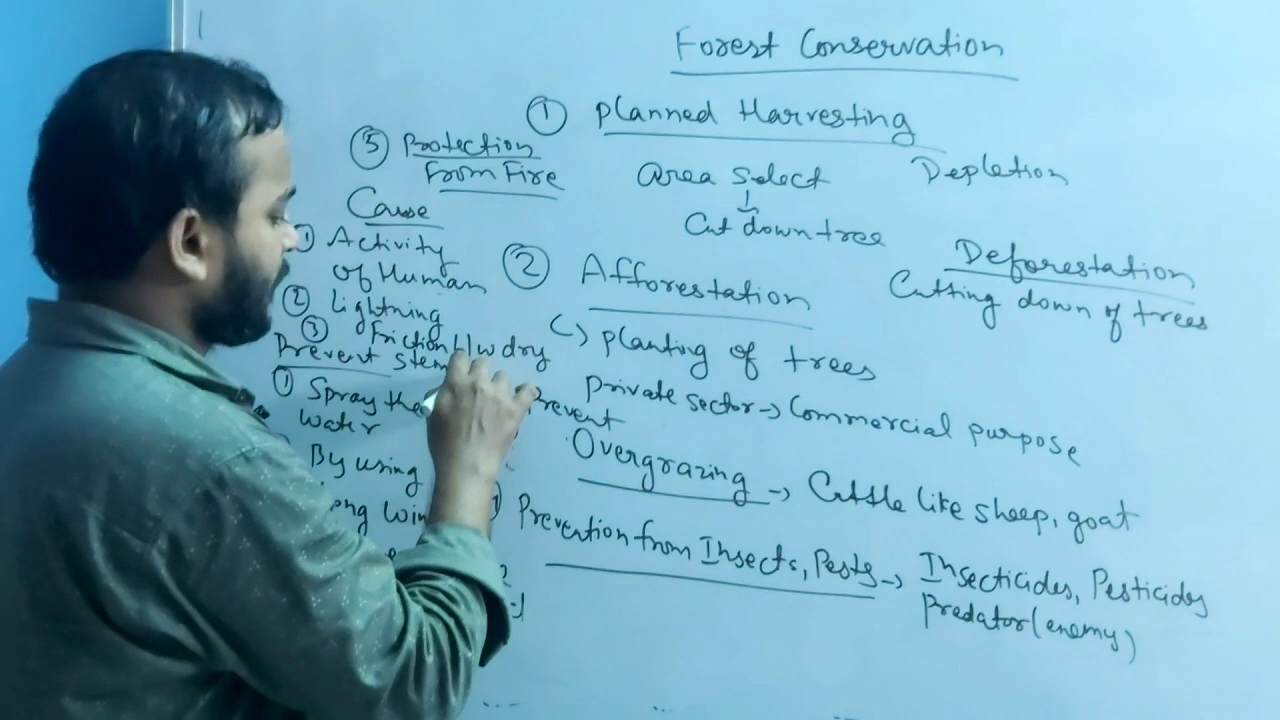 Forest Conservation
① Planned Harvesting
Area Select
Cut down tree
Depletion
Deforestation
Cutting down of trees
② Afforestation
↳ planting of trees
Private sector → Commercial purpose
Prevent
Overgrazing → Cattle like sheep, goat
Prevention from Insects, Pests → Insecticides, Pesticides
Predator (enemy)
⑤ Protection
From Fire
Cause
① Activity
of Human
② Lightning
③ Friction b/w dry
stem
Prevent
① Spray the
water
By using